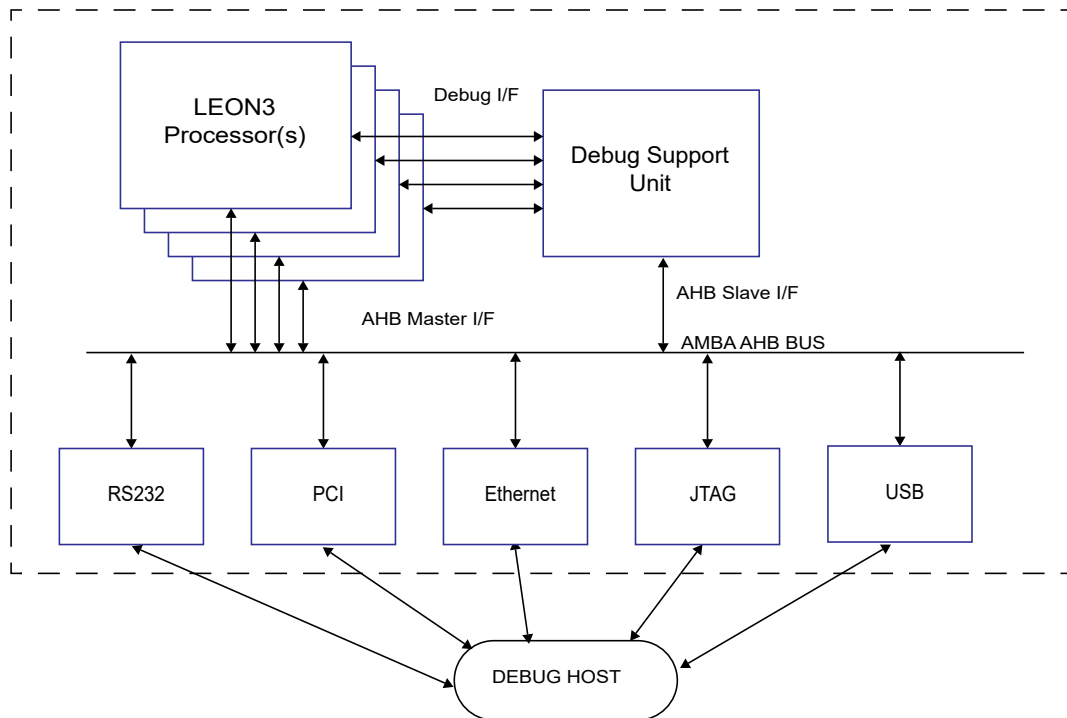 LEON3
Processor(s)
Debug I/F
Debug Support
Unit
AHB Slave I/F
AHB Master I/F
AMBA AHB BUS
RS232
PCI
Ethernet
JTAG
USB
DEBUG HOST